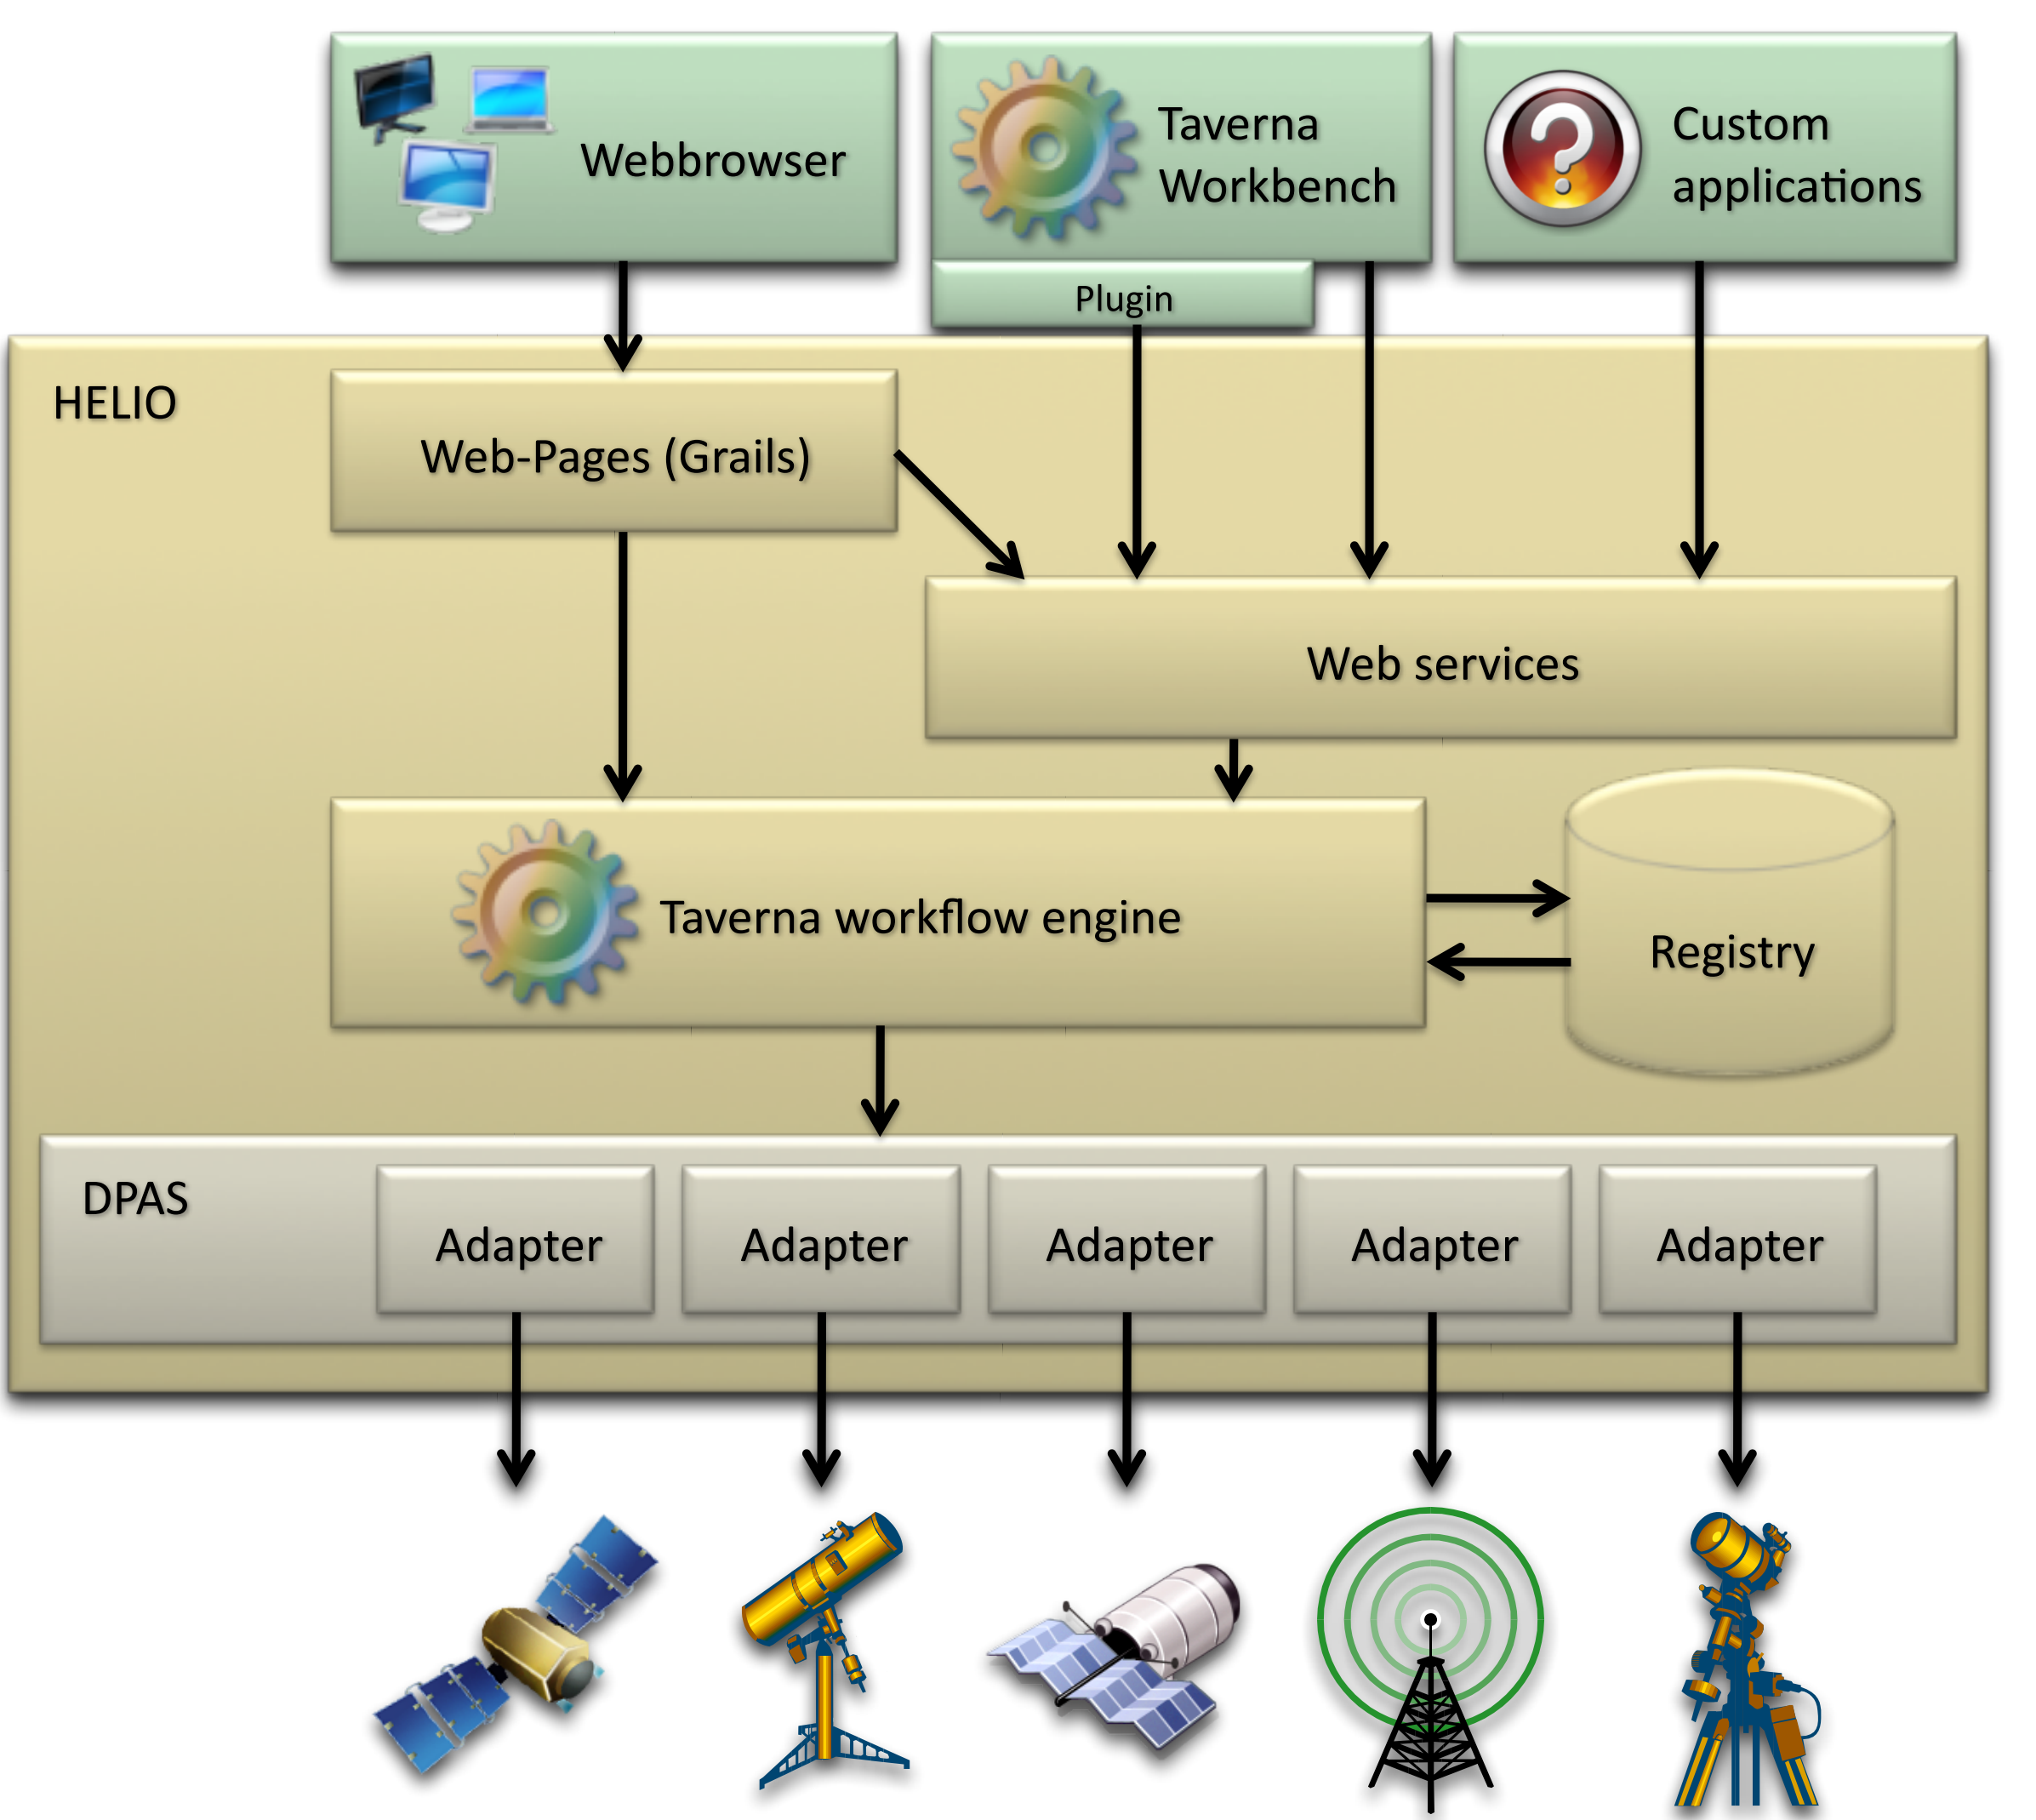 Webbrowser
Taverna
Workbench
Custom
applications
Plugin
HELIO
Web-Pages (Grails)
Web services
Taverna workflow engine
Registry
DPAS
Adapter
Adapter
Adapter
Adapter
Adapter